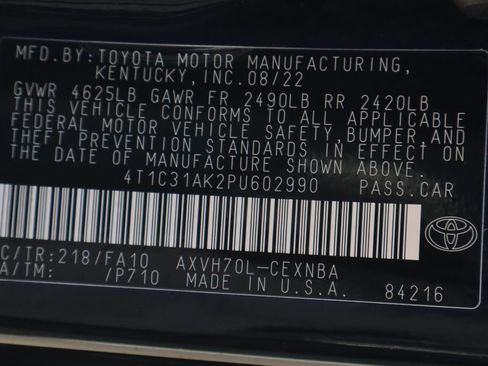 MFD.BY:TOYOTA MOTOR MANUFACTURING,
KENTUCKY,INC.08/22
GVWR 4625LB GAWR FR 2490LB RR 2420LB
THIS VEHICLE CONFORMS TO ALL APPLICABLE
FEDERAL MOTOR VEHICLE SAFETY,BUMPER,AND
THEFT PREVENTION STANDARDS IN EFFECT ON
THE DATE OF MANUFACTURE SHOWN ABOVE.
4T1C31AK2PU602990 PASS.CAR
C/TR:218/FA10 AXVH70L-CEXNBA
A/TM: /P710 MADE IN U.S.A. 84216